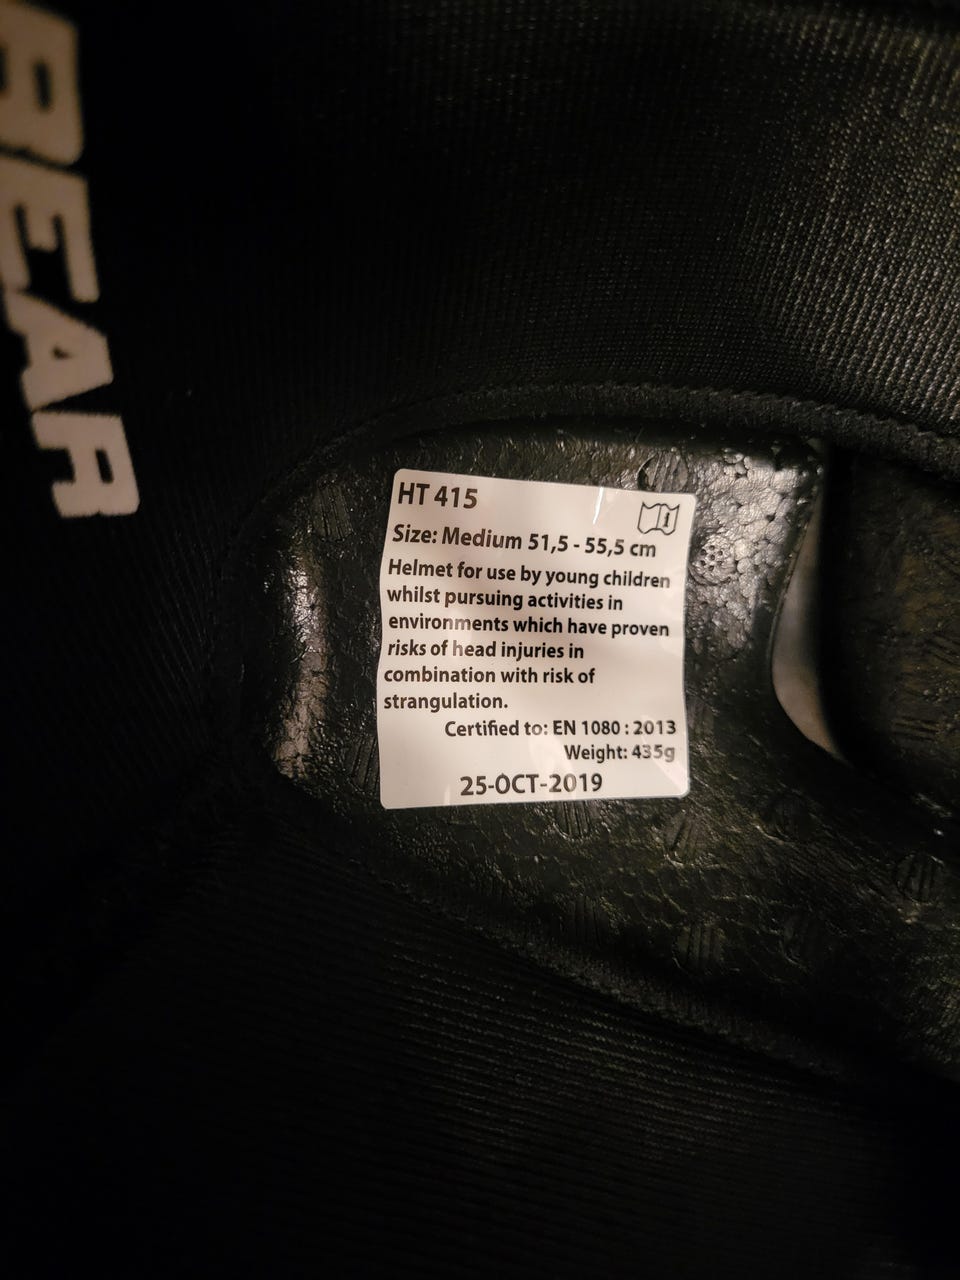 BEAR
HT 415
Size: Medium 51,5 - 55,5 cm
Helmet for use by young children
whilst pursuing activities in
environments which have proven
risks of head injuries in
combination with risk of
strangulation.
Certified to: EN 1080 : 2013
Weight: 435g
25-OCT-2019